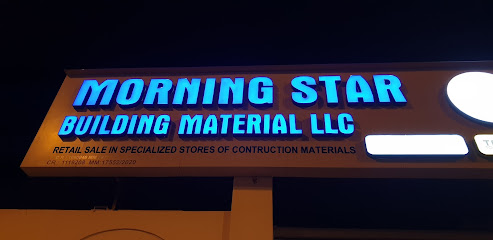 MORNING STAR
BUILDING MATERIAL LLC
RETAIL SALE IN SPECIALIZED STORES OF CONTRUCTION MATERIALS